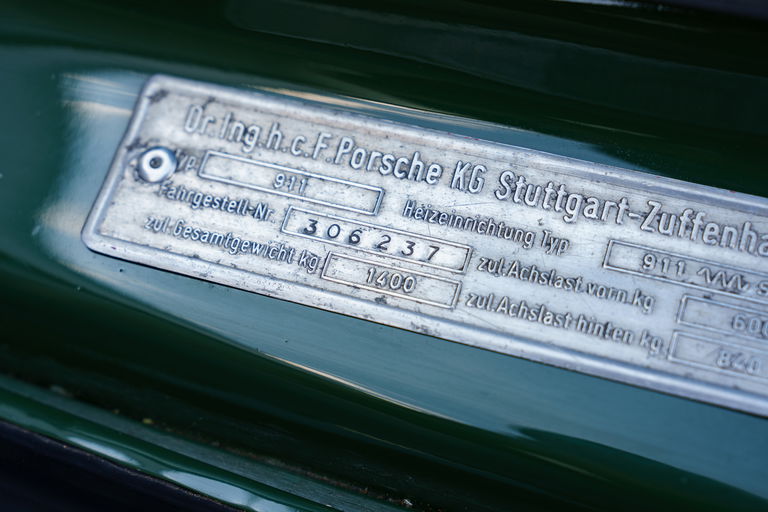 Dr.Ing.h.c.F.Porsche KG Stuttgart-Zuffenha
Typ 911 Heizeinrichtung Typ 911
Fahrgestell-Nr. 306237 zul.Achslast vorn kg 600
zul.Gesamtgewicht kg 1400 zul.Achslast hinten kg 820